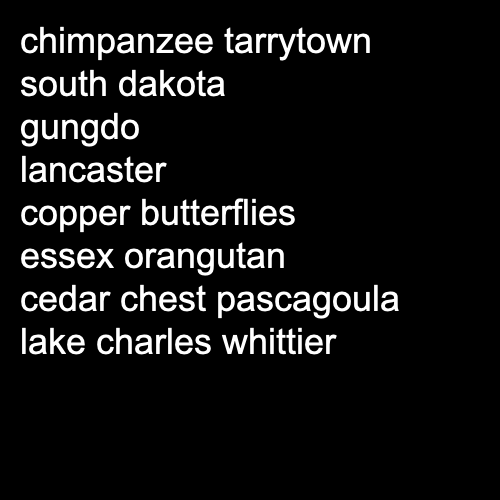 chimpanzee tarrytown
south dakota
gungdo
lancaster
copper butterflies
essex orangutan
cedar chest pascagoula
lake charles whittier